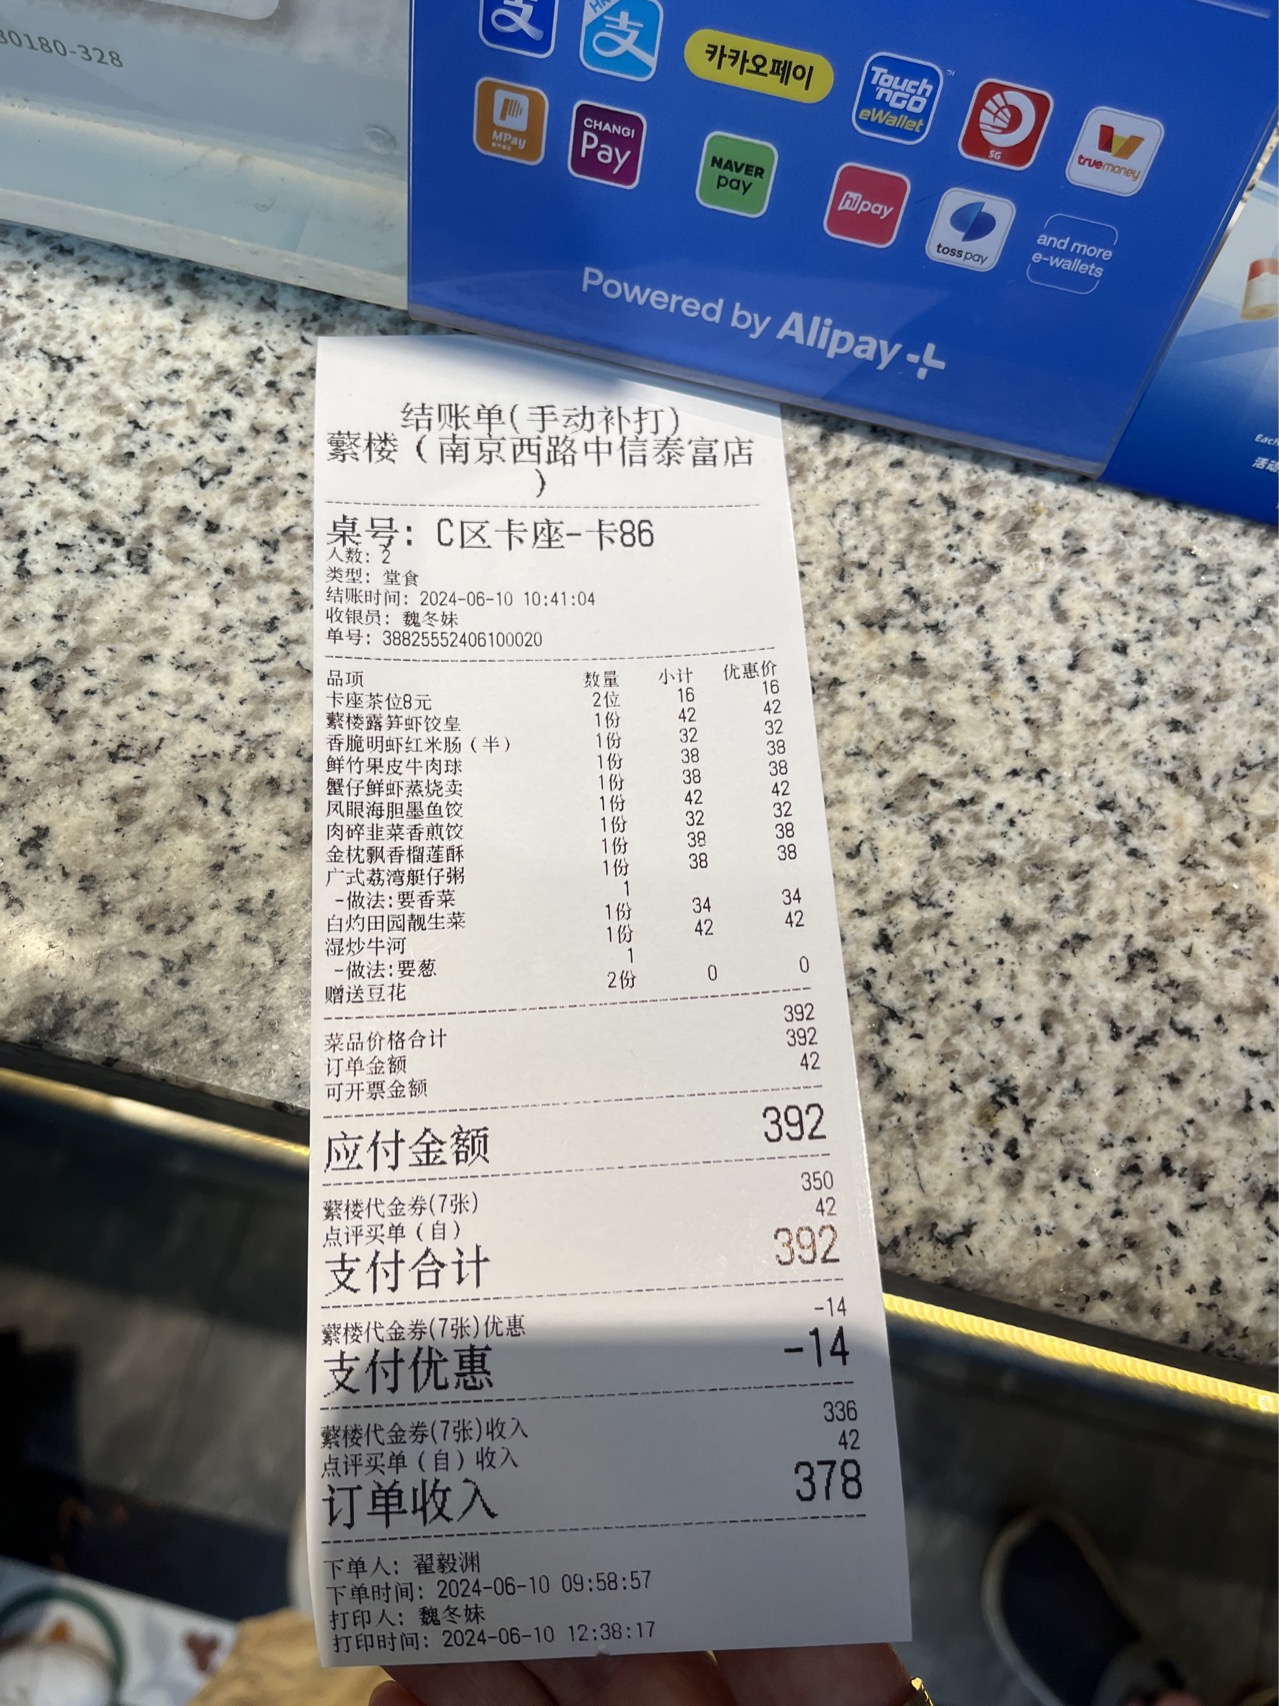 30180-328
支
支
카카오페이
Touch 'nGO eWallet
SG
truemoney
MPay
CHANGI Pay
NAVER pay
hipay
toss pay
and more e-wallets
Powered by Alipay+
Each
活动
结账单(手动补打)
蘩楼(南京西路中信泰富店
)
桌号: C区卡座-卡86
人数: 2
类型: 堂食
结账时间: 2024-06-10 10:41:04
收银员: 魏冬妹
单号: 38825552406100020
品项 数量 小计 优惠价
卡座茶位8元 2位 16 16
蘩楼露笋虾饺皇 1份 42 42
香脆明虾红米肠(半) 1份 32 32
鲜竹果皮牛肉球 1份 38 38
蟹仔鲜虾蒸烧卖 1份 38 38
凤眼海胆墨鱼饺 1份 42 42
肉碎韭菜香煎饺 1份 32 32
金枕飘香榴莲酥 1份 38 38
广式荔湾艇仔粥 1份 38 38
-做法:要香菜 1
白灼田园靓生菜 1份 34 34
湿炒牛河 1份 42 42
-做法:要葱 1
赠送豆花 2份 0 0
菜品价格合计 392
订单金额 392
可开票金额 42
应付金额 392
蘩楼代金券(7张) 350
点评买单(自) 42
支付合计 392
蘩楼代金券(7张)优惠 -14
支付优惠 -14
蘩楼代金券(7张)收入 336
点评买单(自)收入 42
订单收入 378
下单人: 翟毅渊
下单时间: 2024-06-10 09:58:57
打印人: 魏冬妹
打印时间: 2024-06-10 12:38:17